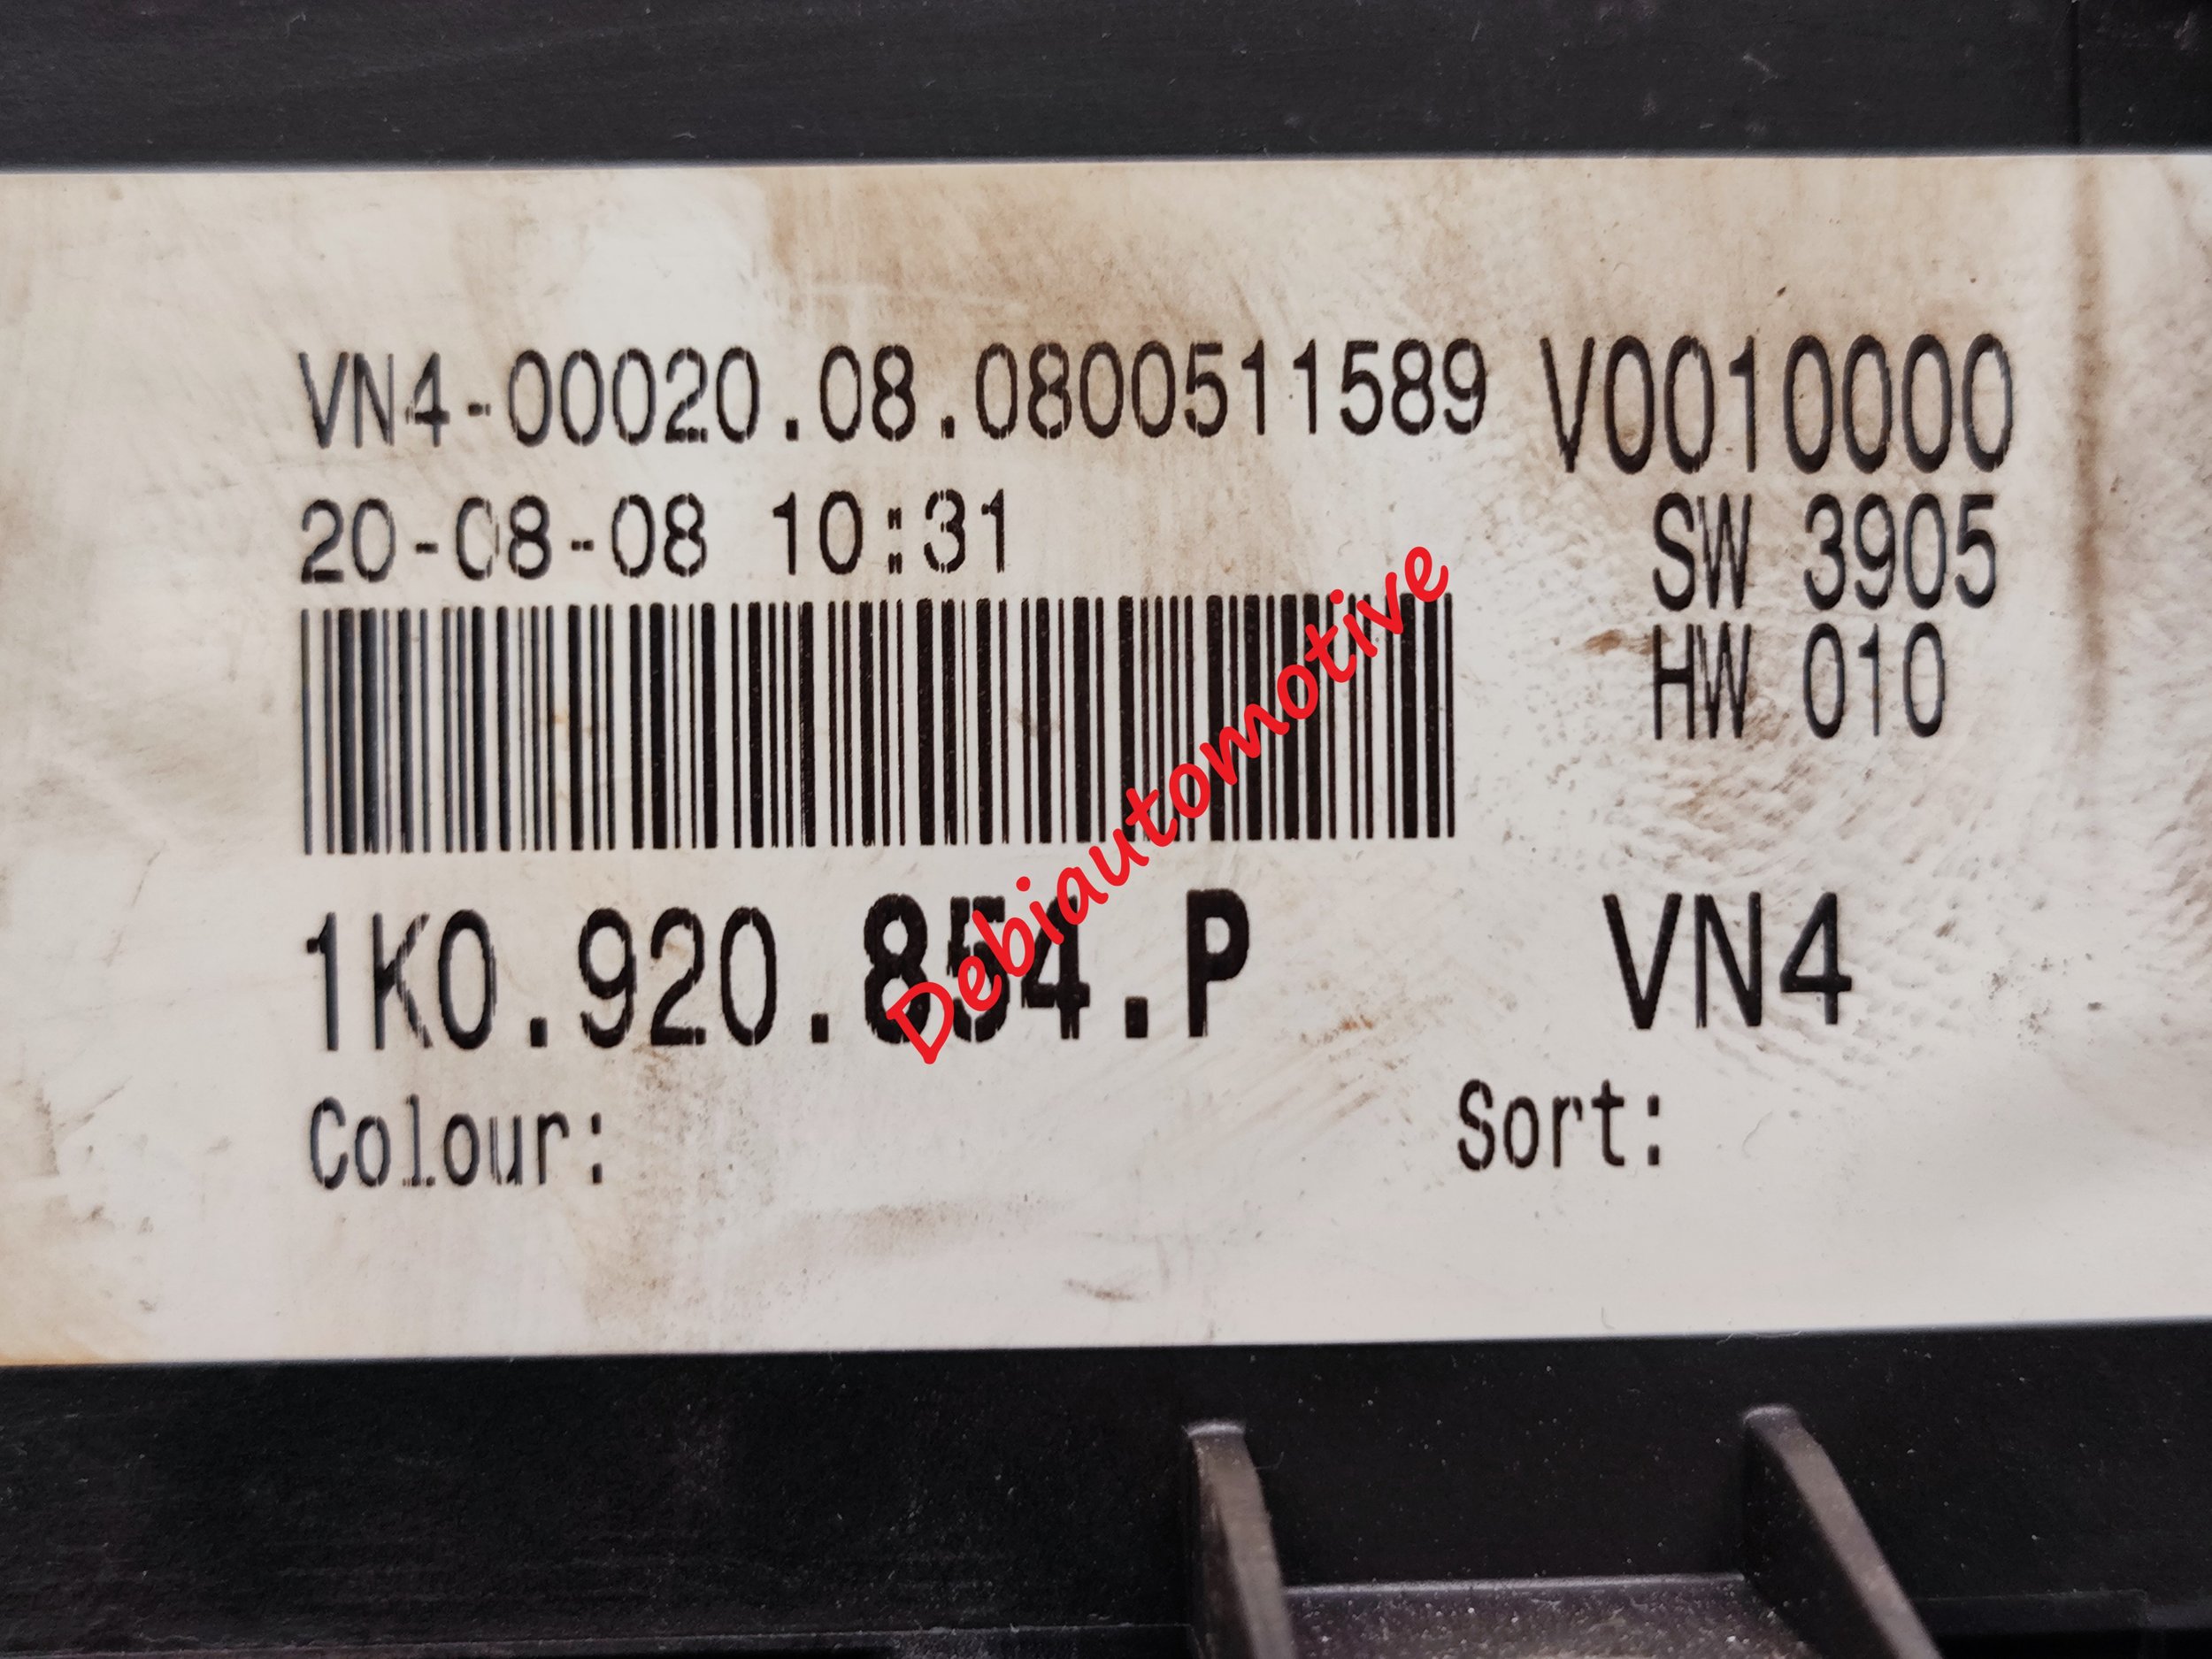 VN4-00020.08.0800511589 V0010000
20-08-08 10:31
SW 3905
HW 010
Debiautomotive
1K0.920.854.P VN4
Colour: Sort: